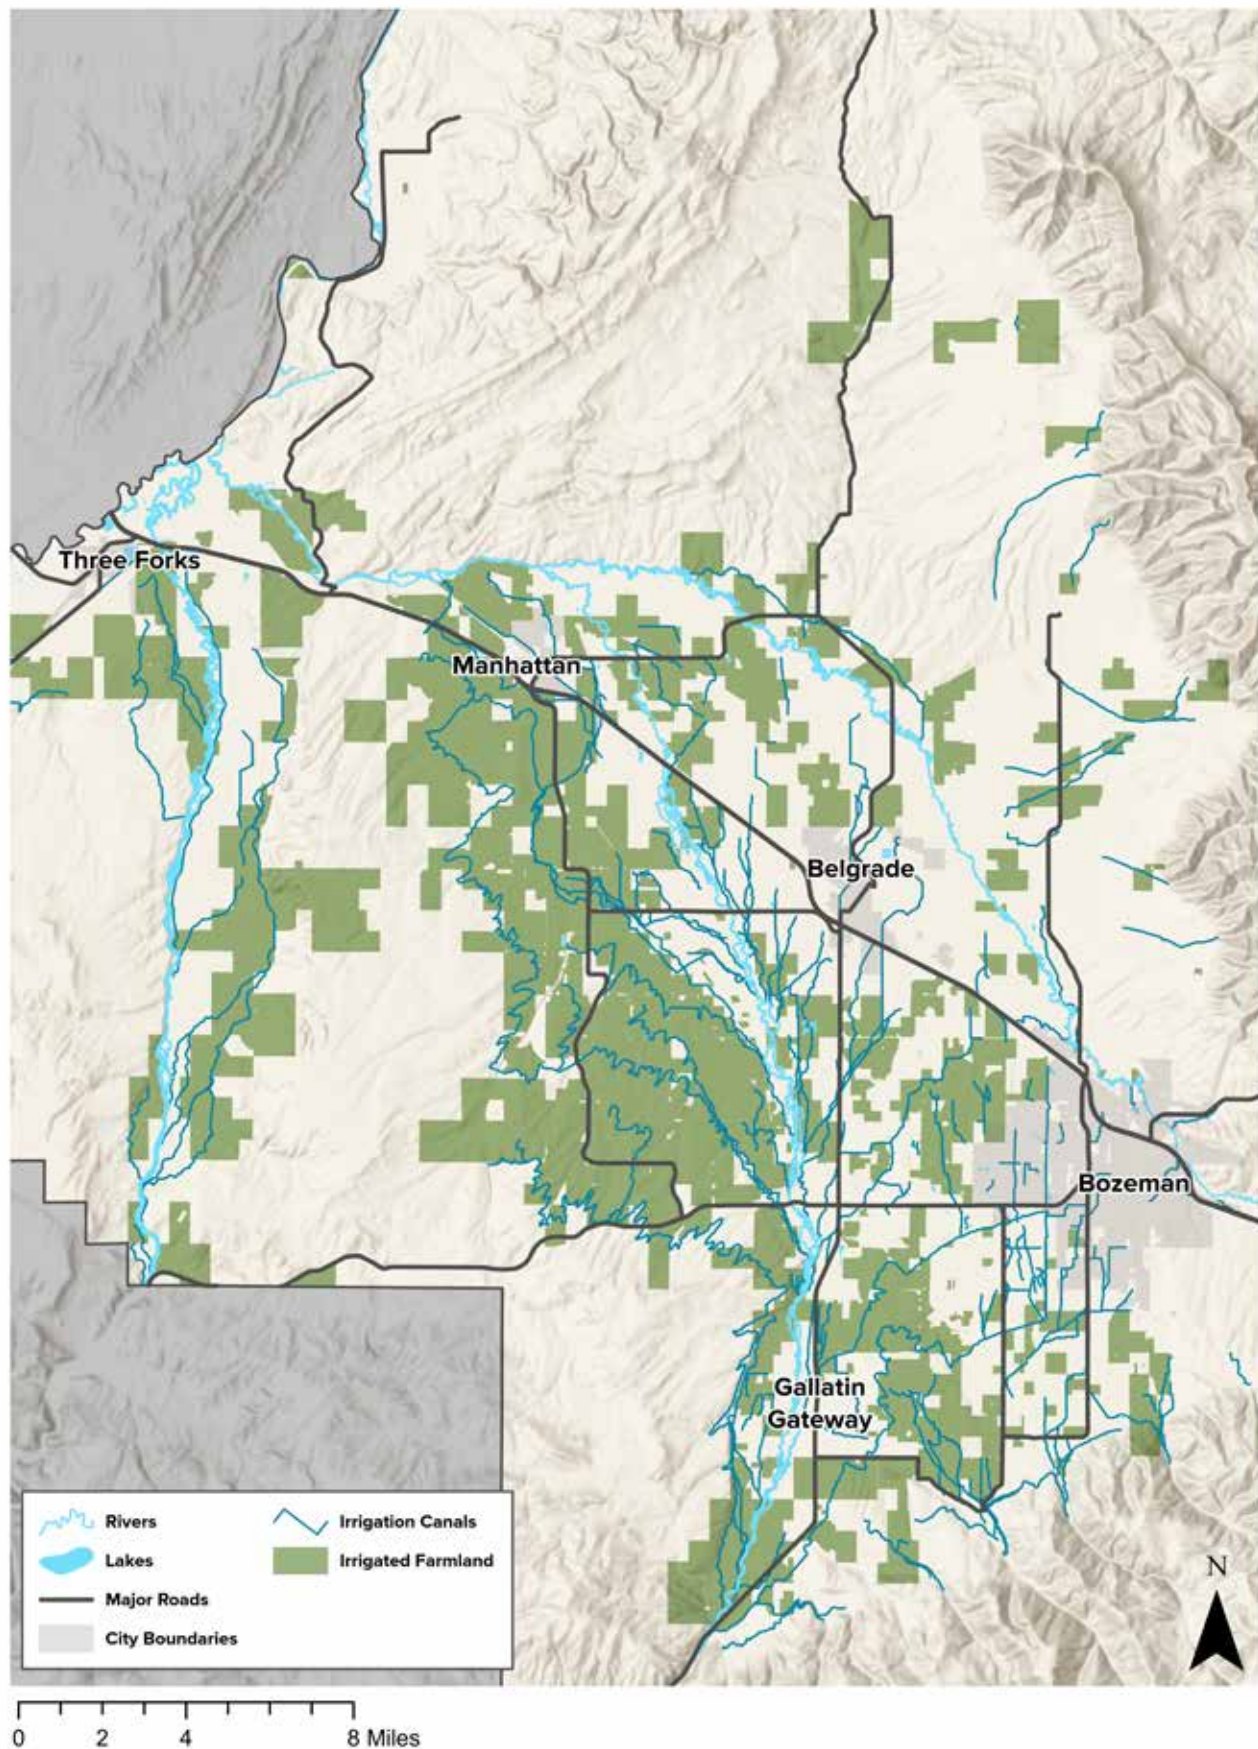 Three Forks
Manhattan
Belgrade
Bozeman
Gallatin
Gateway
Rivers
Irrigation Canals
Lakes
Irrigated Farmland
Major Roads
City Boundaries
N
0 2 4 8 Miles